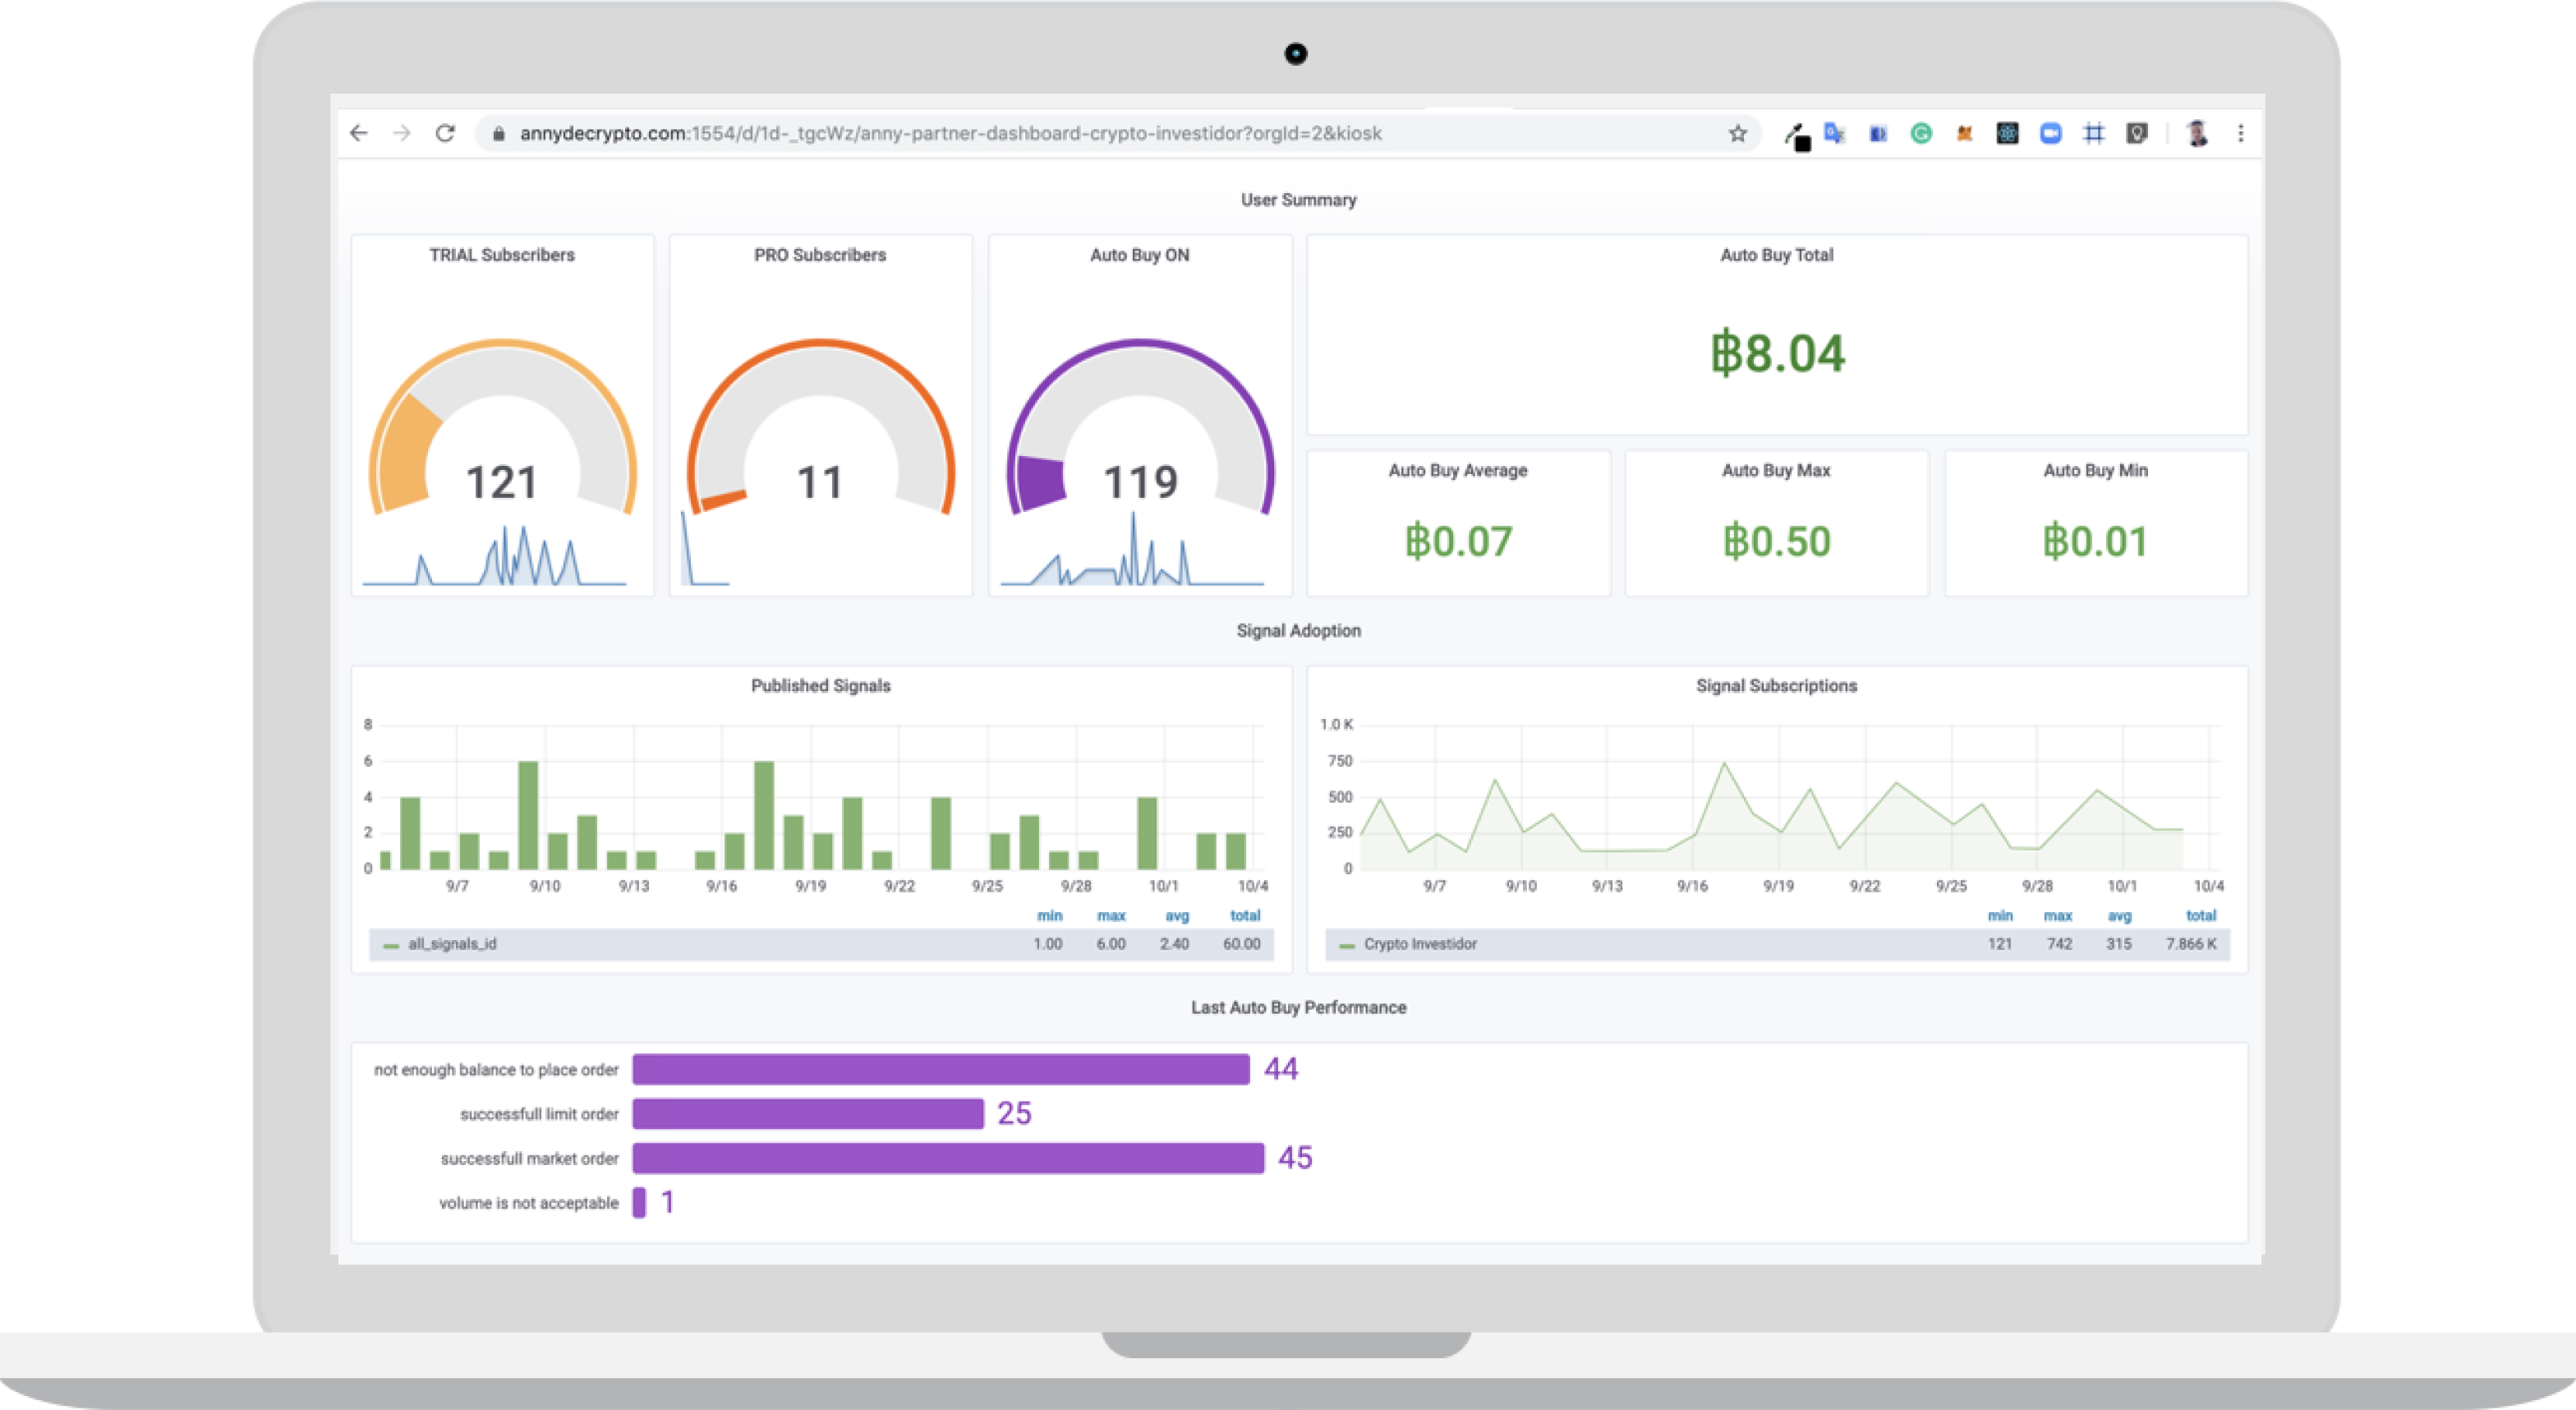 annydecrypto.com:1554/d/1d-_tgcWz/anny-partner-dashboard-crypto-investidor?orgId=2&kiosk
User Summary
TRIAL Subscribers
121
PRO Subscribers
11
Auto Buy ON
119
Auto Buy Total
฿8.04
Auto Buy Average
฿0.07
Auto Buy Max
฿0.50
Auto Buy Min
฿0.01
Signal Adoption
Published Signals
8
6
4
2
0
9/7 9/10 9/13 9/16 9/19 9/22 9/25 9/28 10/1 10/4
min max avg total
all_signals_id 1.00 6.00 2.40 60.00
Signal Subscriptions
1.0 K
750
500
250
0
9/7 9/10 9/13 9/16 9/19 9/22 9/25 9/28 10/1 10/4
min max avg total
Crypto Investidor 121 742 315 7.866 K
Last Auto Buy Performance
not enough balance to place order 44
successfull limit order 25
successfull market order 45
volume is not acceptable 1